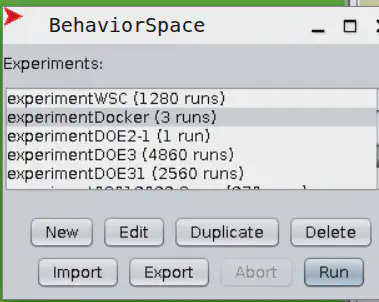 BehaviorSpace
Experiments:
experimentWSC (1280 runs)
experimentDocker (3 runs)
experimentDOE2-1 (1 run)
experimentDOE3 (4860 runs)
experimentDOE31 (2560 runs)
New Edit Duplicate Delete
Import Export Abort Run